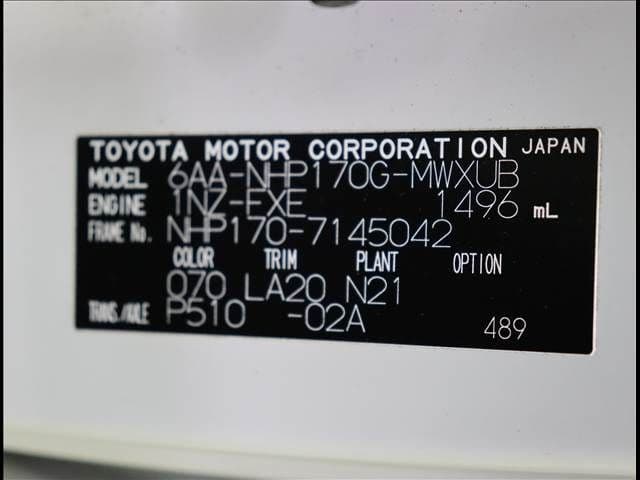 TOYOTA MOTOR CORPORATION JAPAN
MODEL 6AA-NHP170G-MWXUB
ENGINE 1NZ-FXE 1496 mL
FRAME No. NHP170-7145042
COLOR TRIM PLANT OPTION
070 LA20 N21
TRANS./AXLE P510 -02A 489